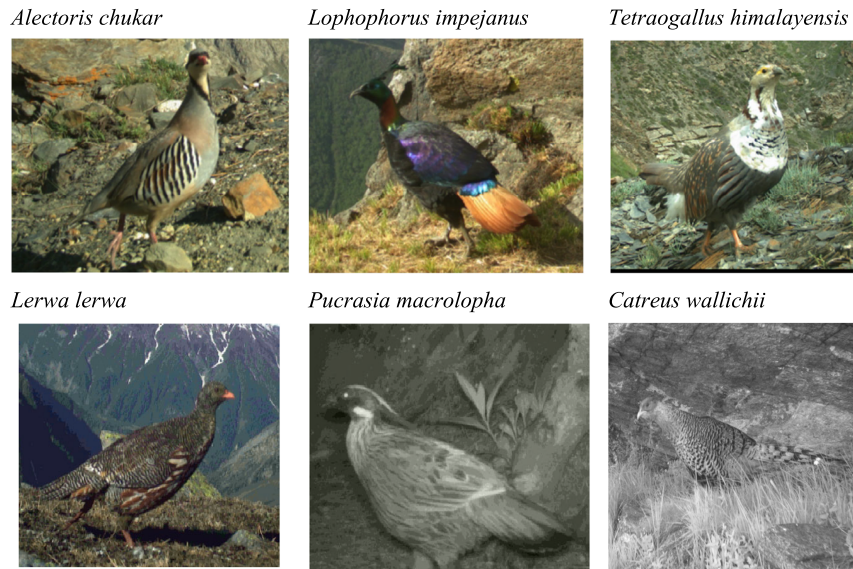 Alectoris chukar
Lophophorus impejanus
Tetraogallus himalayensis
Lerwa lerwa
Pucrasia macrolopha
Catreus wallichii